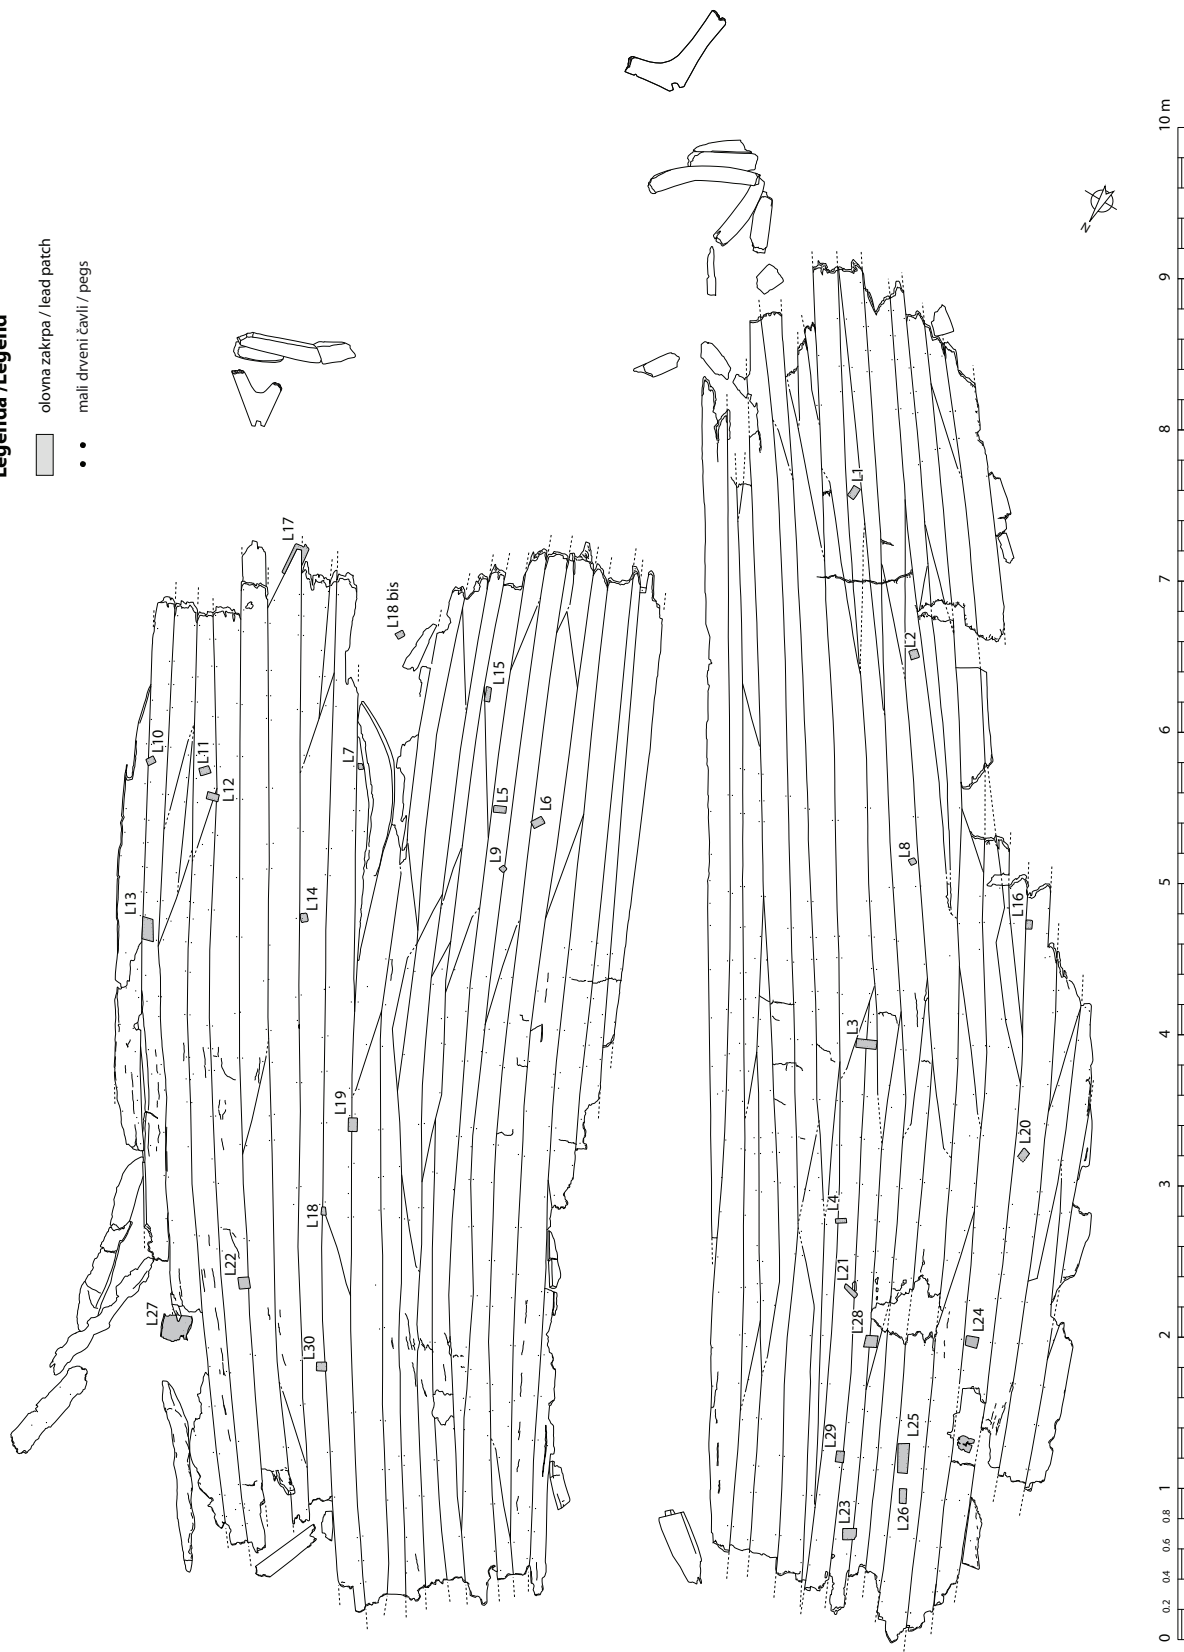 Legenda /Legend
olovna zakrpa / lead patch
mali drveni čavli / pegs
N
L17
L18 bis
L10
L11
L12
L7
L15
L5
L6
L9
L13
L14
L19
L18
L22
L27
L30
L1
L2
L8
L16
L3
L20
L4
L21
L28
L24
L29
L25
L23
L26
0
0.2
0.4
0.6
0.8
1
2
3
4
5
6
7
8
9
10 m